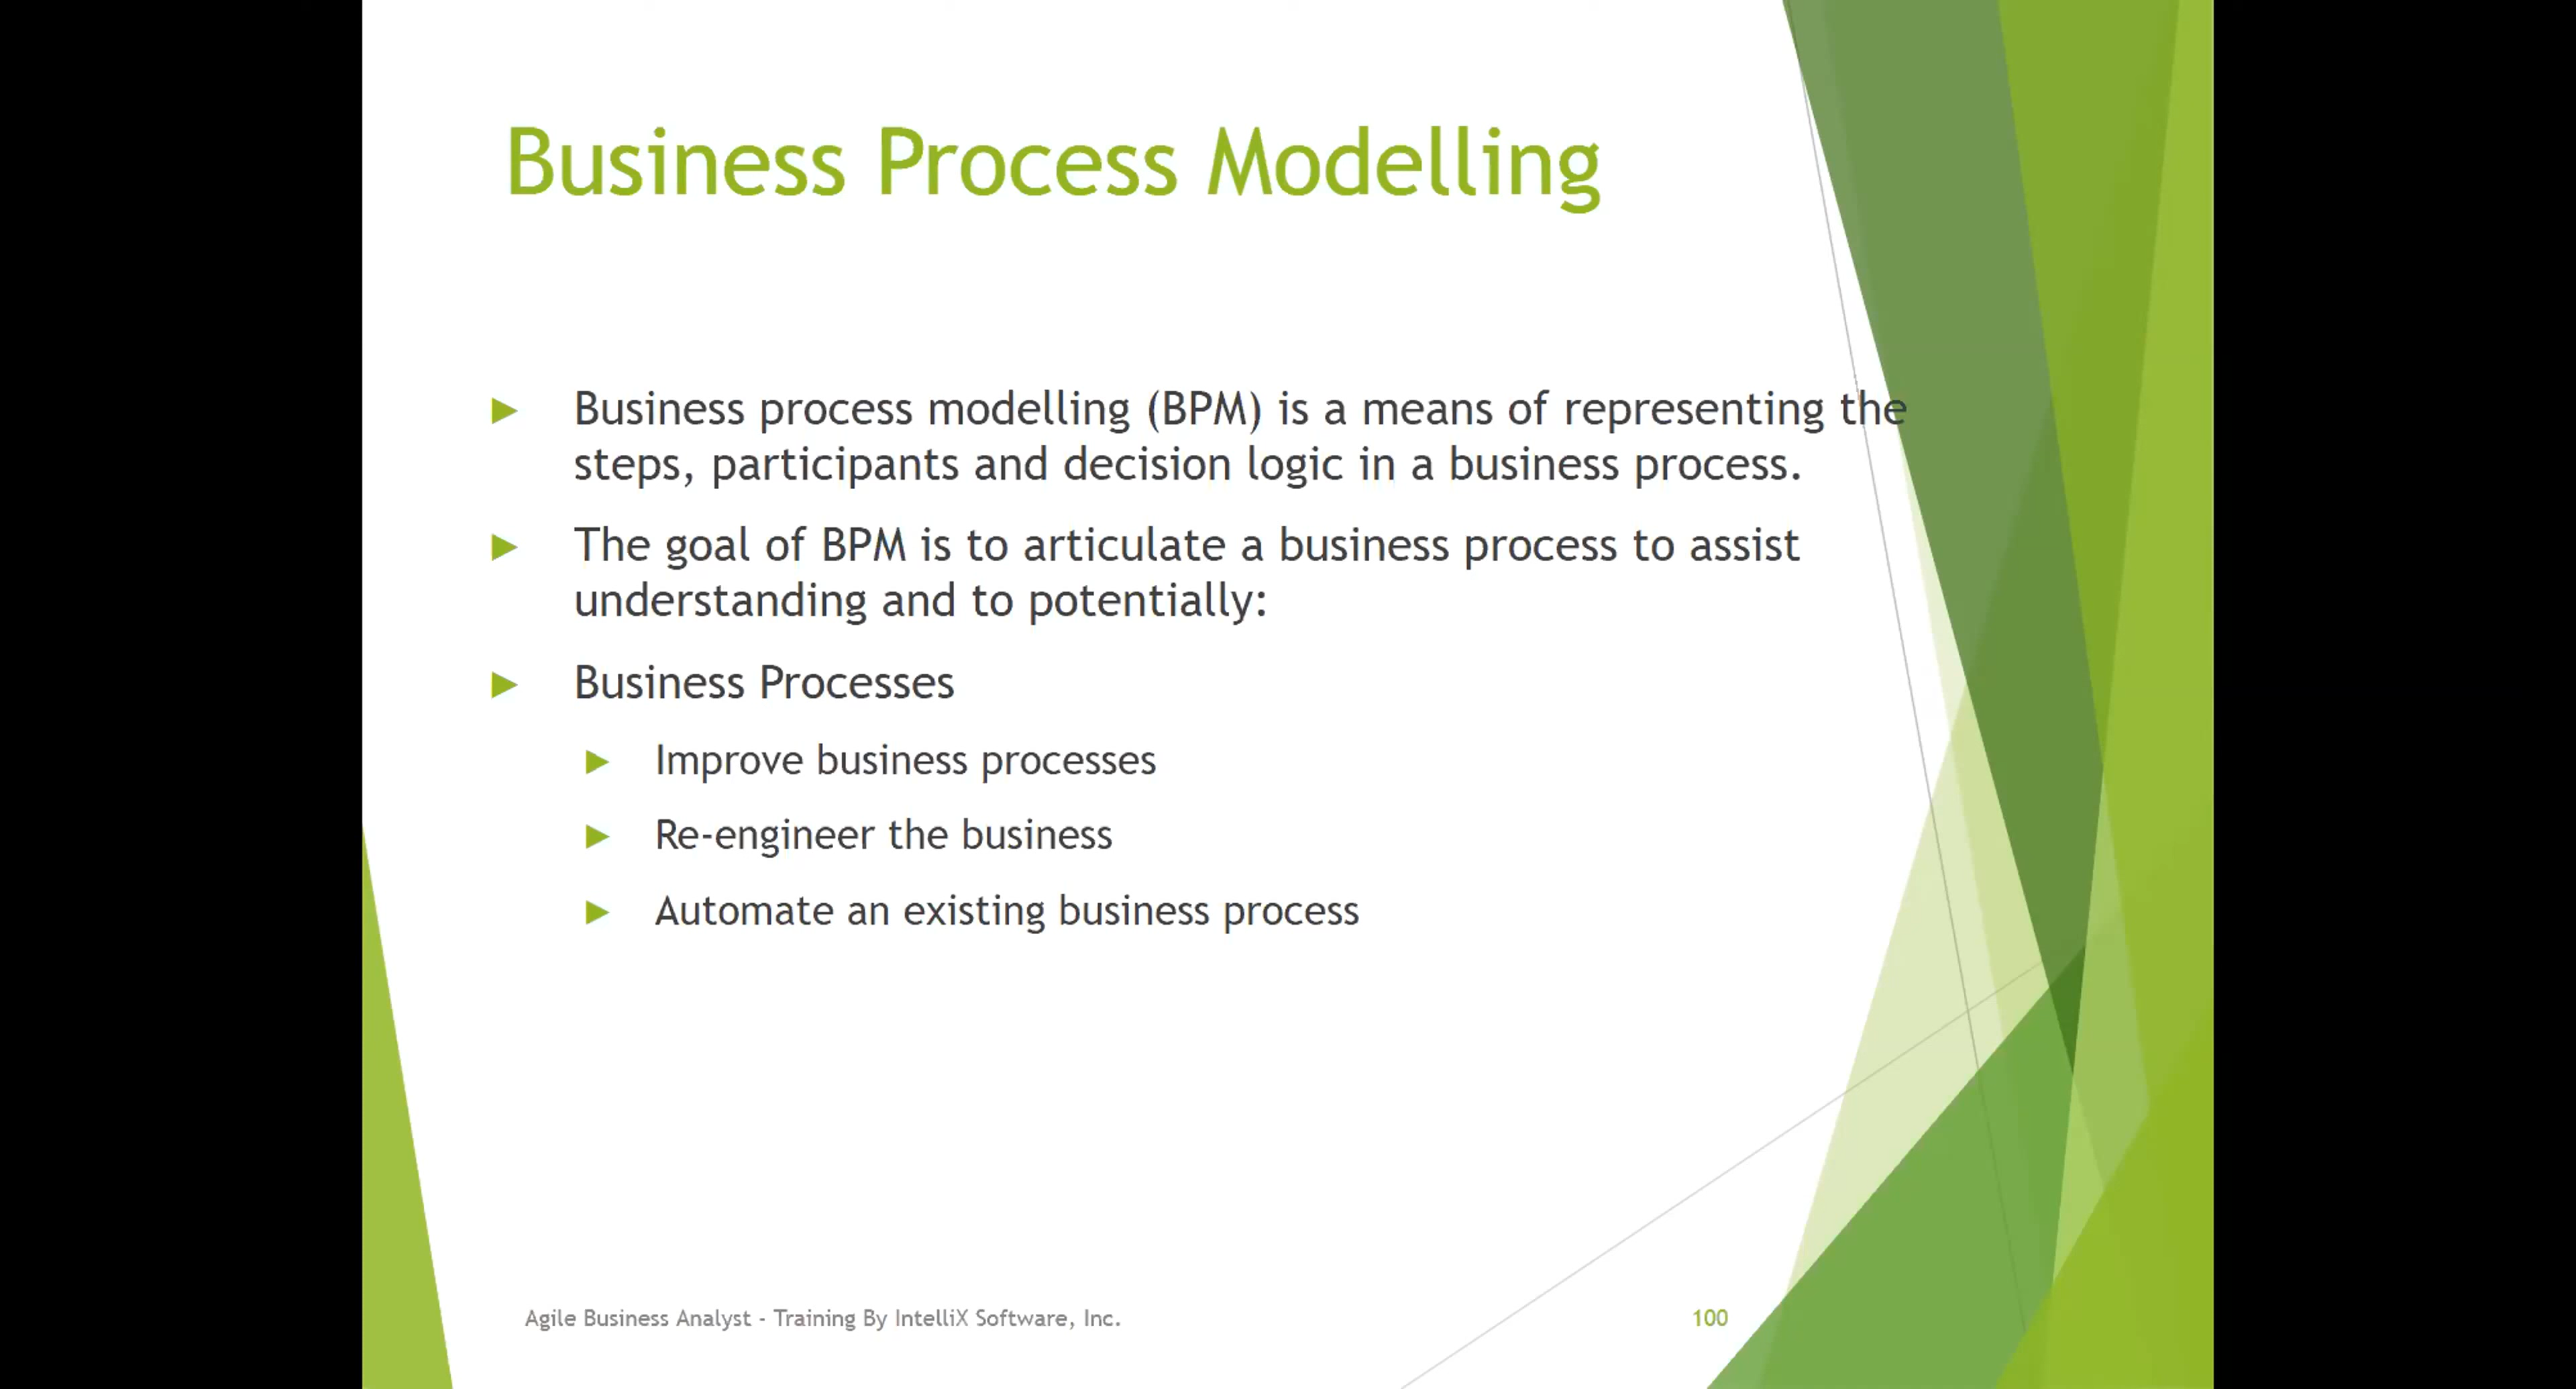 Business Process Modelling
Business process modelling (BPM) is a means of representing the
steps, participants and decision logic in a business process.
The goal of BPM is to articulate a business process to assist
understanding and to potentially:
Business Processes
Improve business processes
Re-engineer the business
Automate an existing business process
Agile Business Analyst - Training By IntelliX Software, Inc.
100